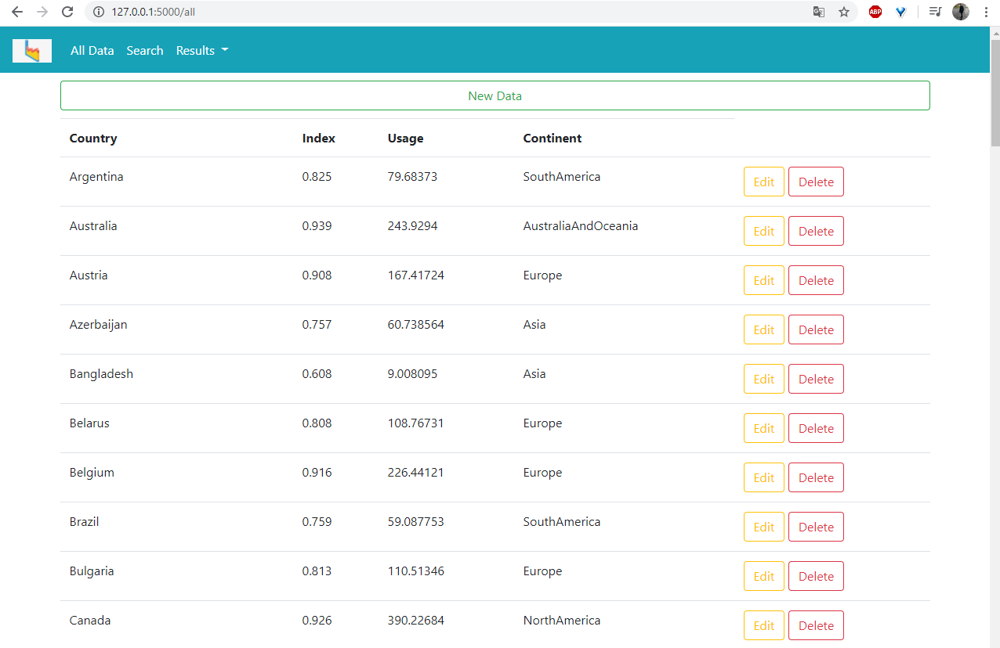 127.0.0.1:5000/all
ABP
All Data Search Results
New Data
Country Index Usage Continent
Argentina 0.825 79.68373 SouthAmerica Edit Delete
Australia 0.939 243.9294 AustraliaAndOceania Edit Delete
Austria 0.908 167.41724 Europe Edit Delete
Azerbaijan 0.757 60.738564 Asia Edit Delete
Bangladesh 0.608 9.008095 Asia Edit Delete
Belarus 0.808 108.76731 Europe Edit Delete
Belgium 0.916 226.44121 Europe Edit Delete
Brazil 0.759 59.087753 SouthAmerica Edit Delete
Bulgaria 0.813 110.51346 Europe Edit Delete
Canada 0.926 390.22684 NorthAmerica Edit Delete